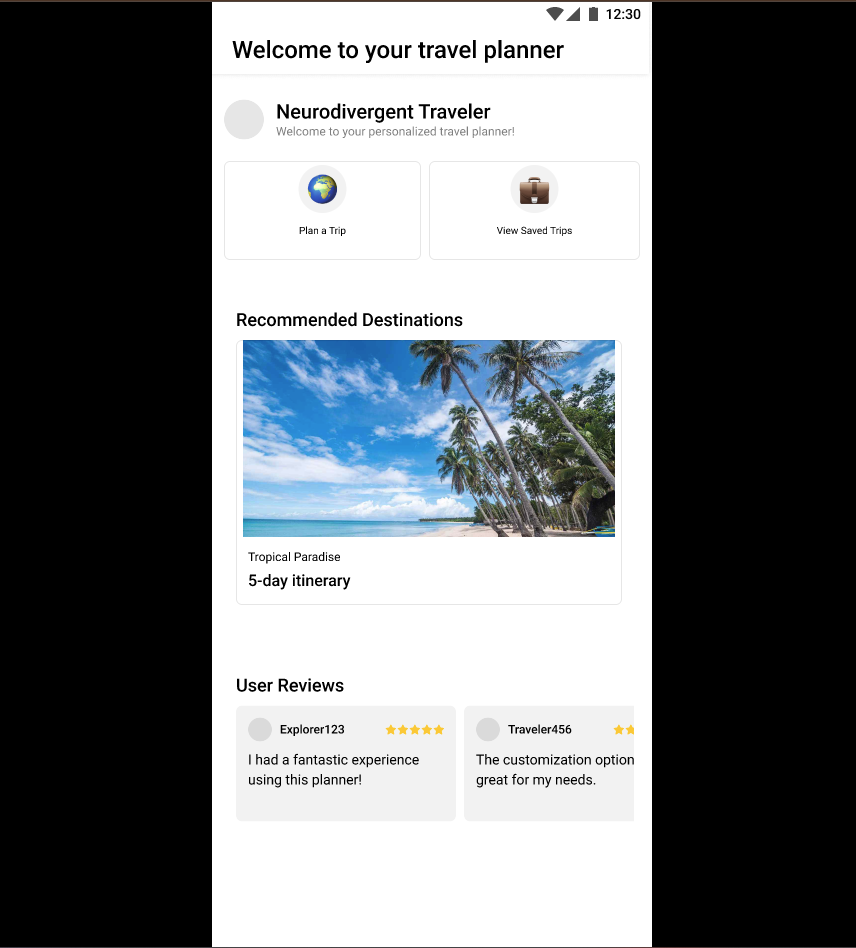 12:30
Welcome to your travel planner
Neurodivergent Traveler
Welcome to your personalized travel planner!
Plan a Trip
View Saved Trips
Recommended Destinations
Tropical Paradise
5-day itinerary
User Reviews
Explorer123
I had a fantastic experience
using this planner!
Traveler456
The customization option
great for my needs.